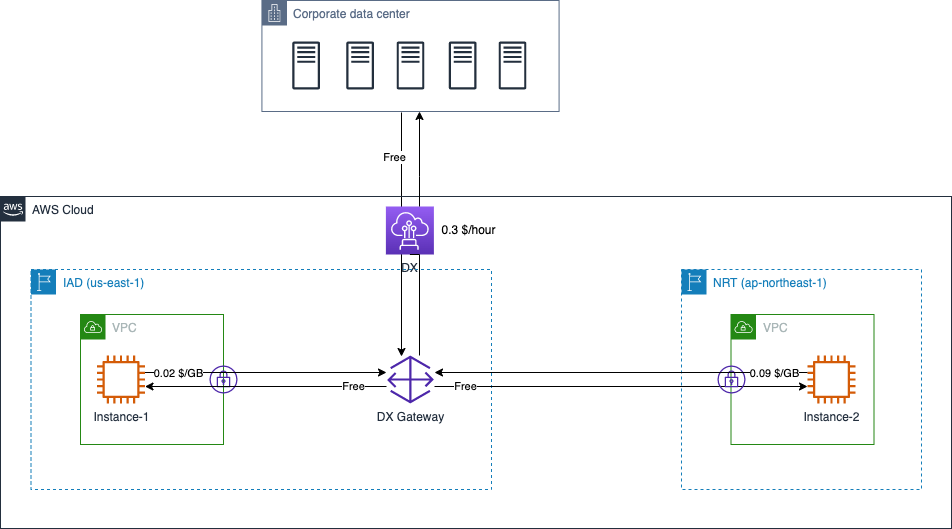 Corporate data center
Free
aws
AWS Cloud
0.3 $/hour
DX
IAD (us-east-1)
NRT (ap-northeast-1)
VPC
VPC
0.02 $/GB
0.09 $/GB
Free
Free
Instance-1
DX Gateway
Instance-2